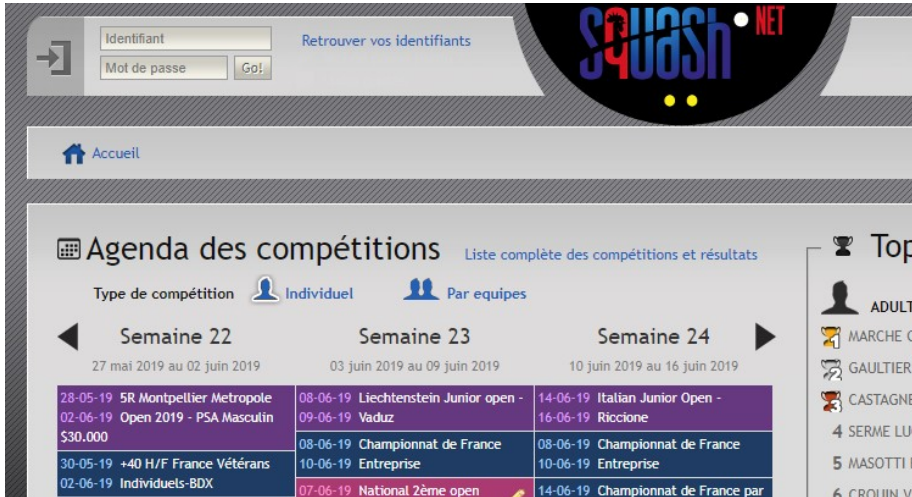 Identifiant
Mot de passe
Go!
Retrouver vos identifiants
squash NET
Accueil
Agenda des compétitions
Liste complète des compétitions et résultats
Type de compétition
Individuel
Par equipes
Semaine 22
27 mai 2019 au 02 juin 2019
28-05-19 5R Montpellier Metropole
02-06-19 Open 2019 - PSA Masculin
$30.000
30-05-19 +40 H/F France Vétérans
02-06-19 Individuels-BDX
Semaine 23
03 juin 2019 au 09 juin 2019
08-06-19 Liechtenstein Junior open -
09-06-19 Vaduz
08-06-19 Championnat de France
10-06-19 Entreprise
07-06-19 National 2ème open
Semaine 24
10 juin 2019 au 16 juin 2019
14-06-19 Italian Junior Open -
16-06-19 Riccione
08-06-19 Championnat de France
10-06-19 Entreprise
14-06-19 Championnat de France par
Top
ADULT
1 MARCHE
2 GAULTIER
3 CASTAGNE
4 SERME LU
5 MASOTTI
6 CROUIN V